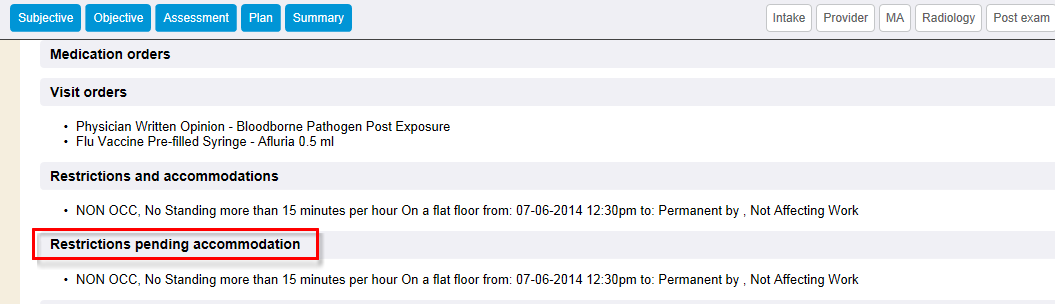 Subjective Objective Assessment Plan Summary Intake Provider MA Radiology Post exam
Medication orders
Visit orders
• Physician Written Opinion - Bloodborne Pathogen Post Exposure
• Flu Vaccine Pre-filled Syringe - Afluria 0.5 ml
Restrictions and accommodations
• NON OCC, No Standing more than 15 minutes per hour On a flat floor from: 07-06-2014 12:30pm to: Permanent by , Not Affecting Work
Restrictions pending accommodation
• NON OCC, No Standing more than 15 minutes per hour On a flat floor from: 07-06-2014 12:30pm to: Permanent by , Not Affecting Work